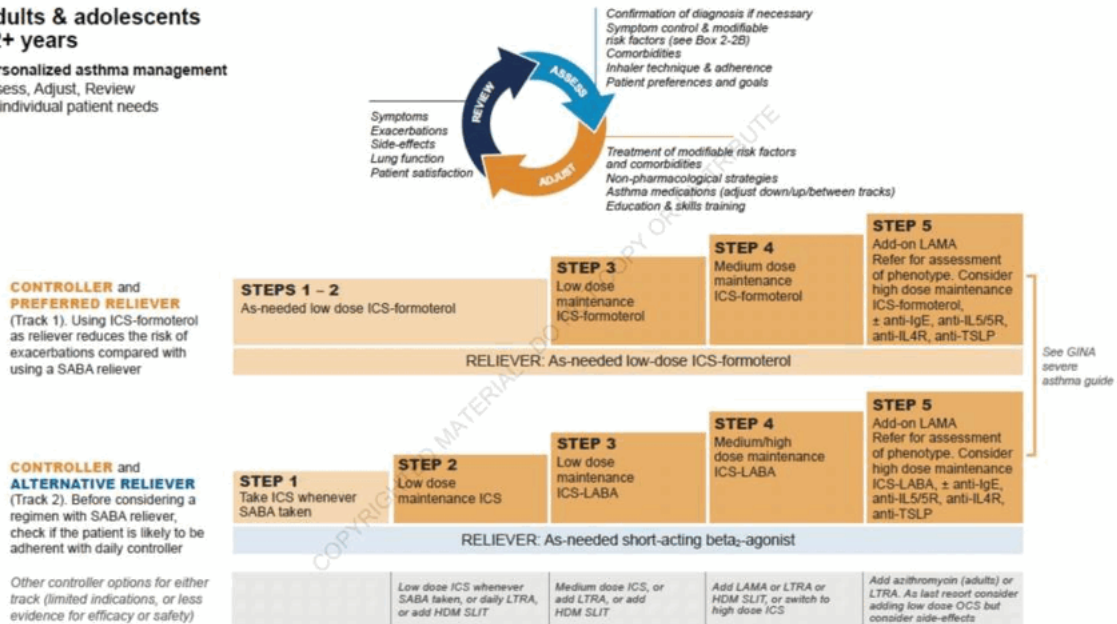 dults & adolescents
+ years
rsonalized asthma management
sess, Adjust, Review
individual patient needs
Confirmation of diagnosis if necessary
Symptom control & modifiable
risk factors (see Box 2-2B)
Comorbidities
Inhaler technique & adherence
Patient preferences and goals
REVIEW
ASSESS
ADJUST
Symptoms
Exacerbations
Side-effects
Lung function
Patient satisfaction
Treatment of modifiable risk factors
and comorbidities
Non-pharmacological strategies
Asthma medications (adjust down/up/between tracks)
Education & skills training
CONTROLLER and
PREFERRED RELIEVER
(Track 1). Using ICS-formoterol
as reliever reduces the risk of
exacerbations compared with
using a SABA reliever
STEPS 1 – 2
As-needed low dose ICS-formoterol
STEP 3
Low dose
maintenance
ICS-formoterol
STEP 4
Medium dose
maintenance
ICS-formoterol
STEP 5
Add-on LAMA
Refer for assessment
of phenotype. Consider
high dose maintenance
ICS-formoterol,
± anti-IgE, anti-IL5/5R,
anti-IL4R, anti-TSLP
RELIEVER: As-needed low-dose ICS-formoterol
See GINA
severe
asthma guide
CONTROLLER and
ALTERNATIVE RELIEVER
(Track 2). Before considering a
regimen with SABA reliever,
check if the patient is likely to be
adherent with daily controller
STEP 1
Take ICS whenever
SABA taken
STEP 2
Low dose
maintenance ICS
STEP 3
Low dose
maintenance
ICS-LABA
STEP 4
Medium/high
dose maintenance
ICS-LABA
STEP 5
Add-on LAMA
Refer for assessment
of phenotype. Consider
high dose maintenance
ICS-LABA, ± anti-IgE,
anti-IL5/5R, anti-IL4R,
anti-TSLP
RELIEVER: As-needed short-acting beta₂-agonist
Other controller options for either
track (limited indications, or less
evidence for efficacy or safety)
Low dose ICS whenever
SABA taken, or daily LTRA,
or add HDM SLIT
Medium dose ICS, or
add LTRA, or add
HDM SLIT
Add LAMA or LTRA or
HDM SLIT, or switch to
high dose ICS
Add azithromycin (adults) or
LTRA. As last resort consider
adding low dose OCS but
consider side-effects
COPYRIGHTED MATERIAL DO NOT COPY OR DISTRIBUTE